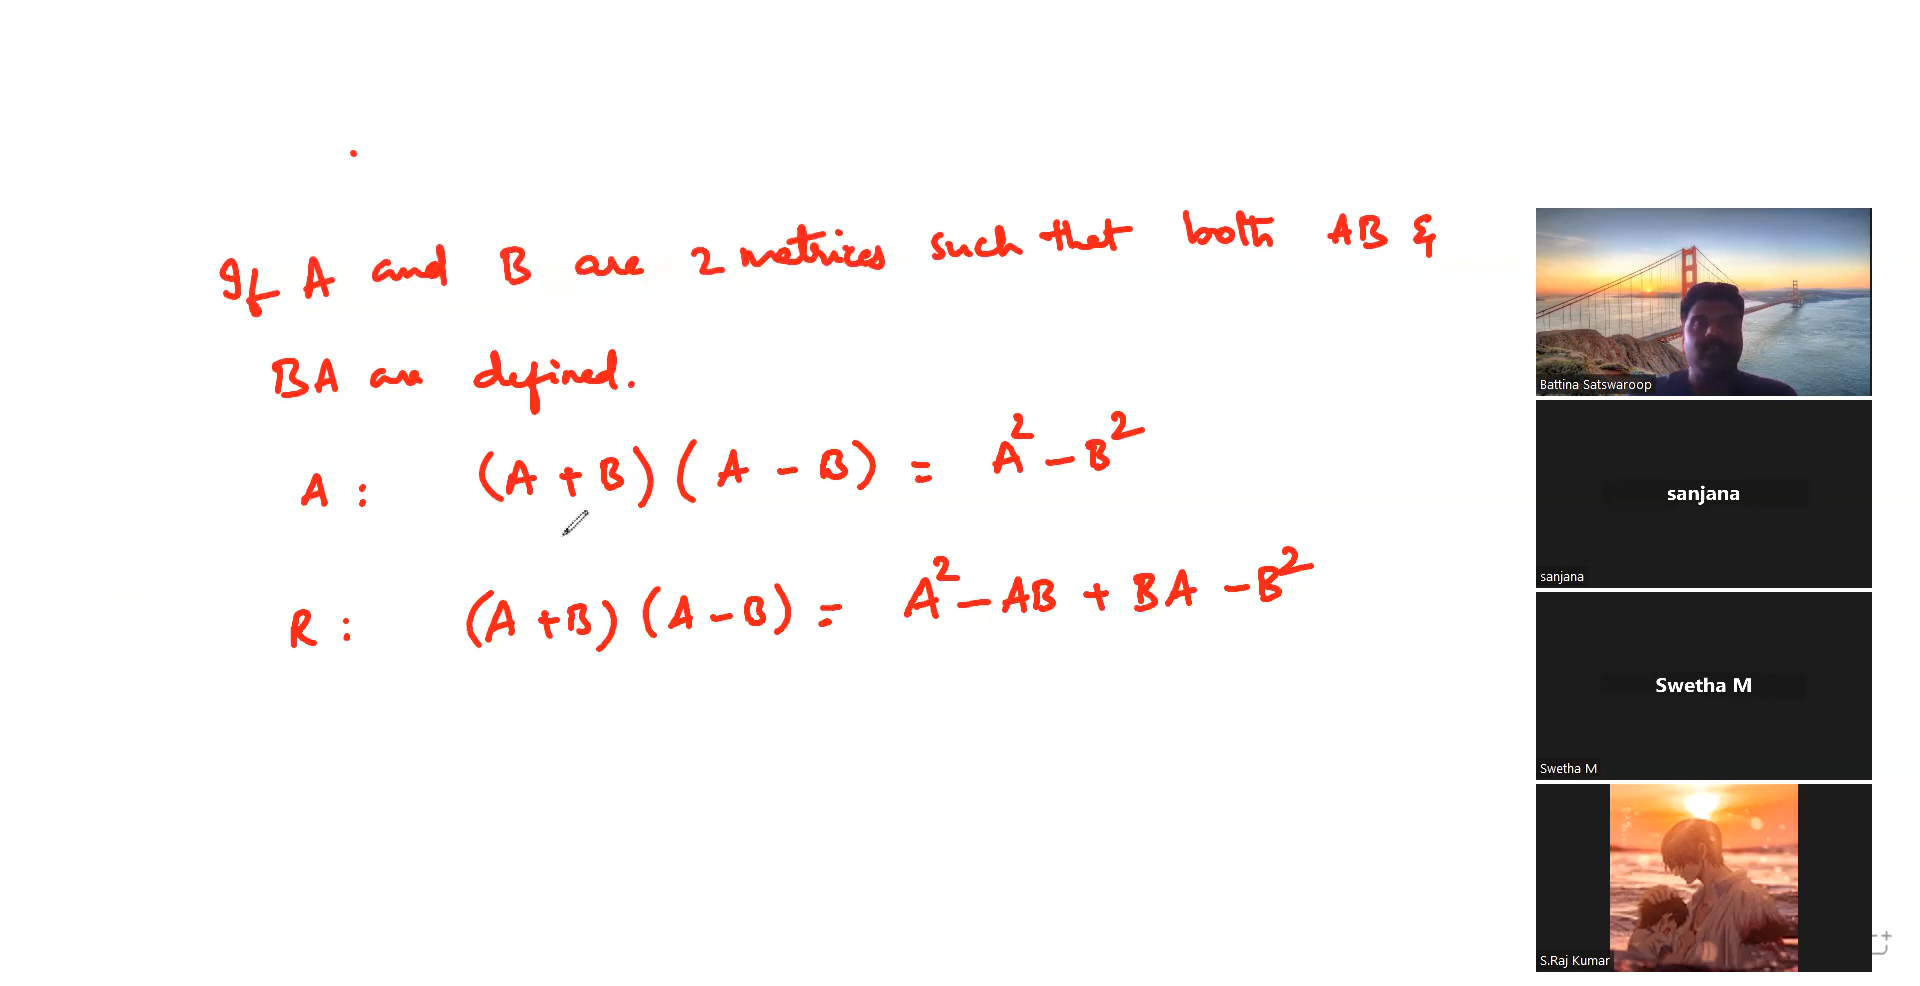 If A and B are 2 matrices such that both AB &
BA are defined.
A : (A + B) (A - B) = A² - B²
R : (A + B) (A - B) = A² - AB + BA - B²
Battina Satswaroop
sanjana
sanjana
Swetha M
Swetha M
S.Raj Kumar